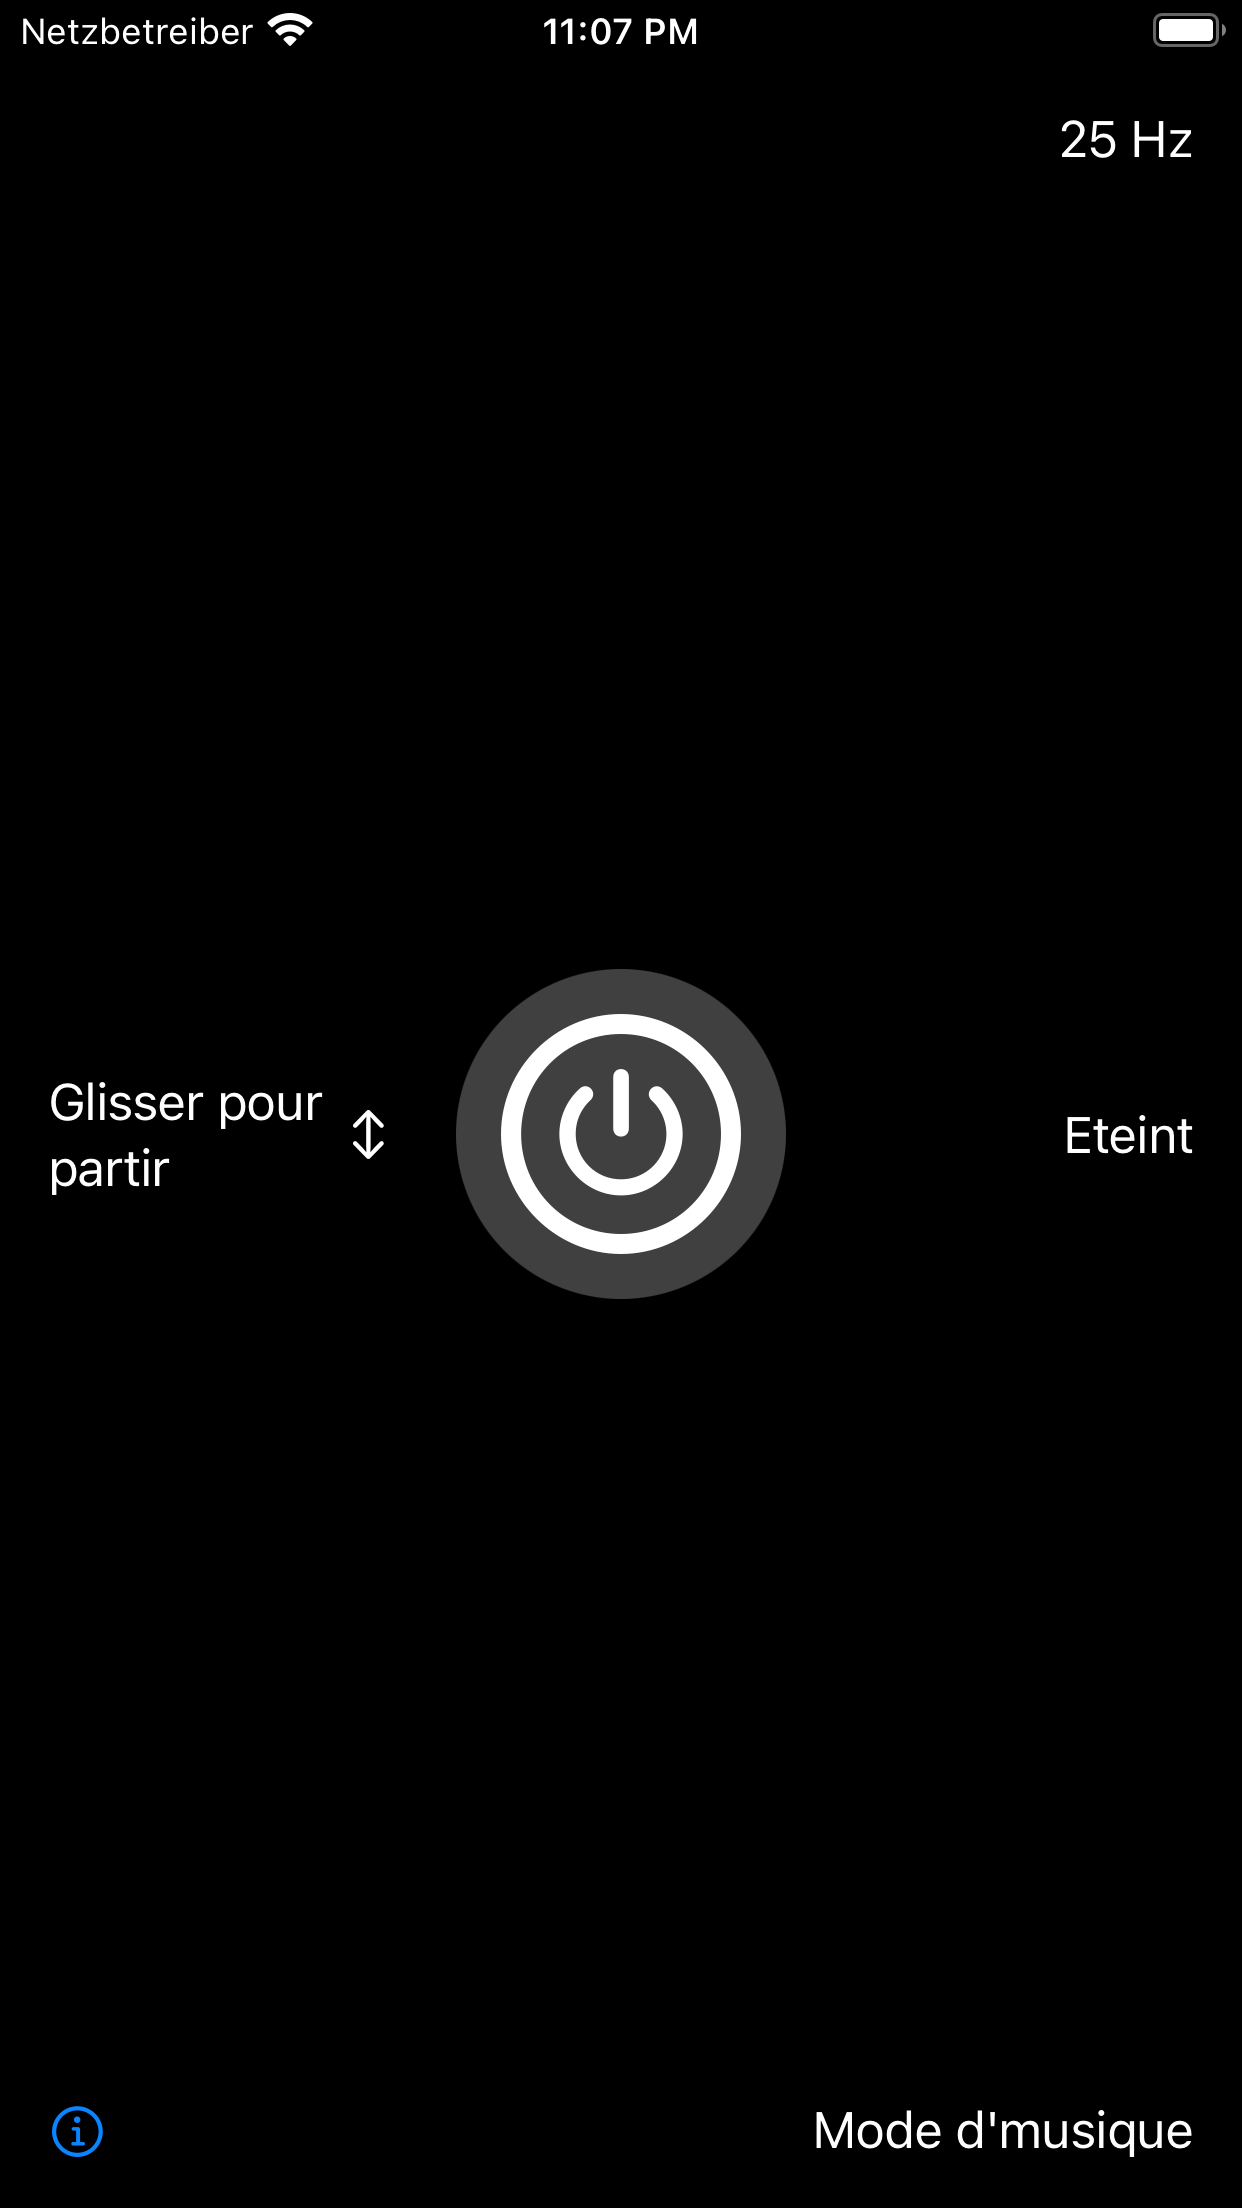 Netzbetreiber 11:07 PM
25 Hz
Glisser pour
partir
Eteint
Mode d'musique